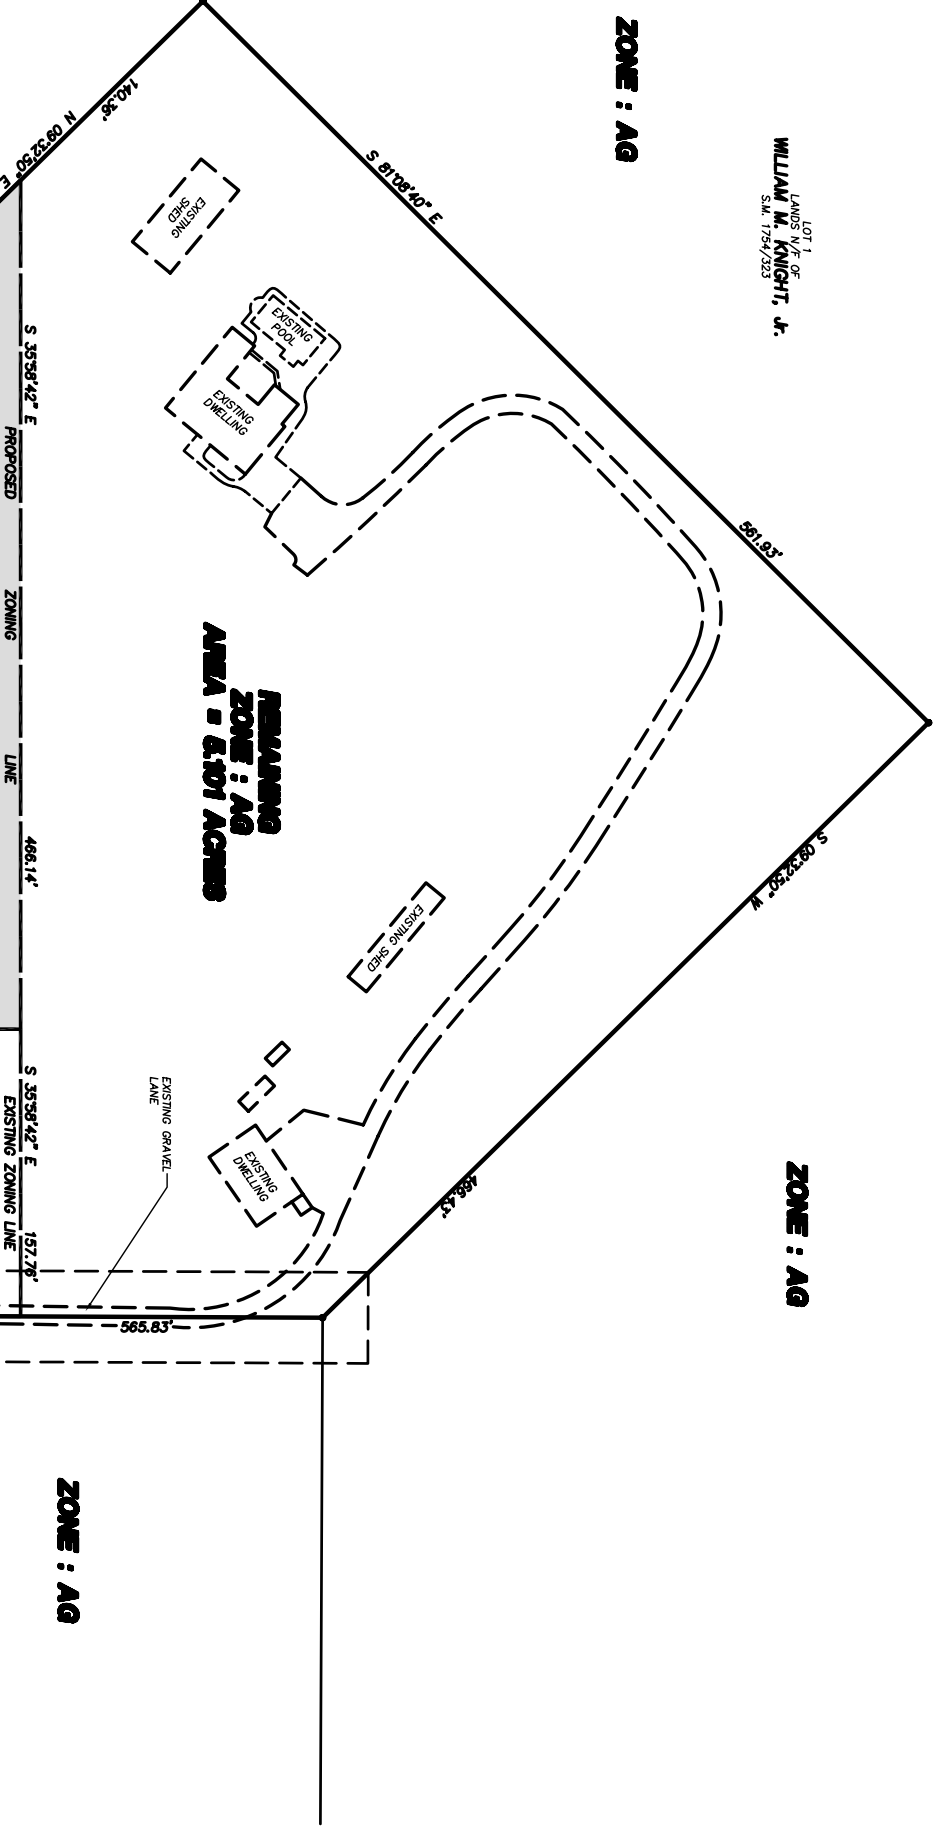 ZONE : AG
LOT 1
LANDS N/F OF
WILLIAM M. KNIGHT, Jr.
S.M. 1754/323
S 81°08'40" E
561.93'
140.36'
N 09°32'50" E
EXISTING
SHED
EXISTING
POOL
EXISTING
DWELLING
S 35°58'42" E
466.14'
PROPOSED ZONING LINE
REMAINING
ZONE : AG
AREA = 5.101 ACRES
S 09°32'50" W
466.43'
EXISTING SHED
EXISTING
DWELLING
EXISTING GRAVEL
LANE
S 35°58'42" E
157.76'
EXISTING ZONING LINE
565.83'
ZONE : AG
ZONE : AG